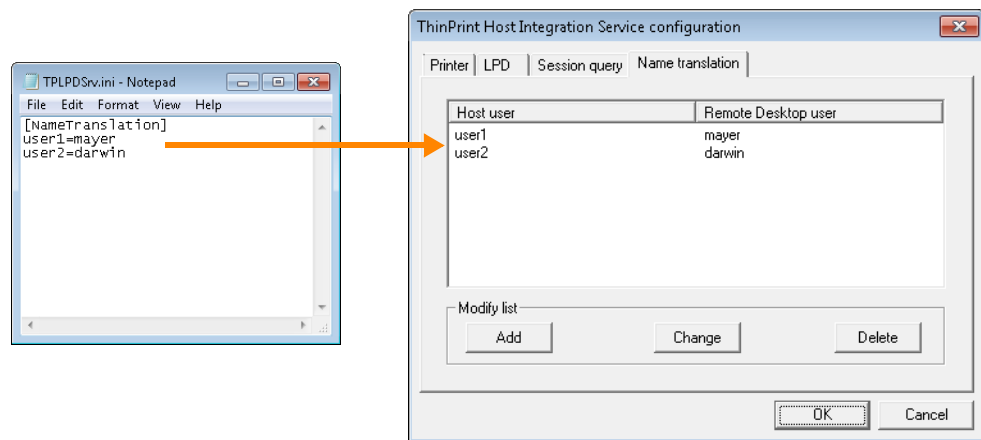 TPLPDSrv.ini - Notepad
File Edit Format View Help
[NameTranslation]
user1=mayer
user2=darwin
ThinPrint Host Integration Service configuration
Printer LPD Session query Name translation
Host user Remote Desktop user
user1 mayer
user2 darwin
Modify list
Add Change Delete
OK Cancel